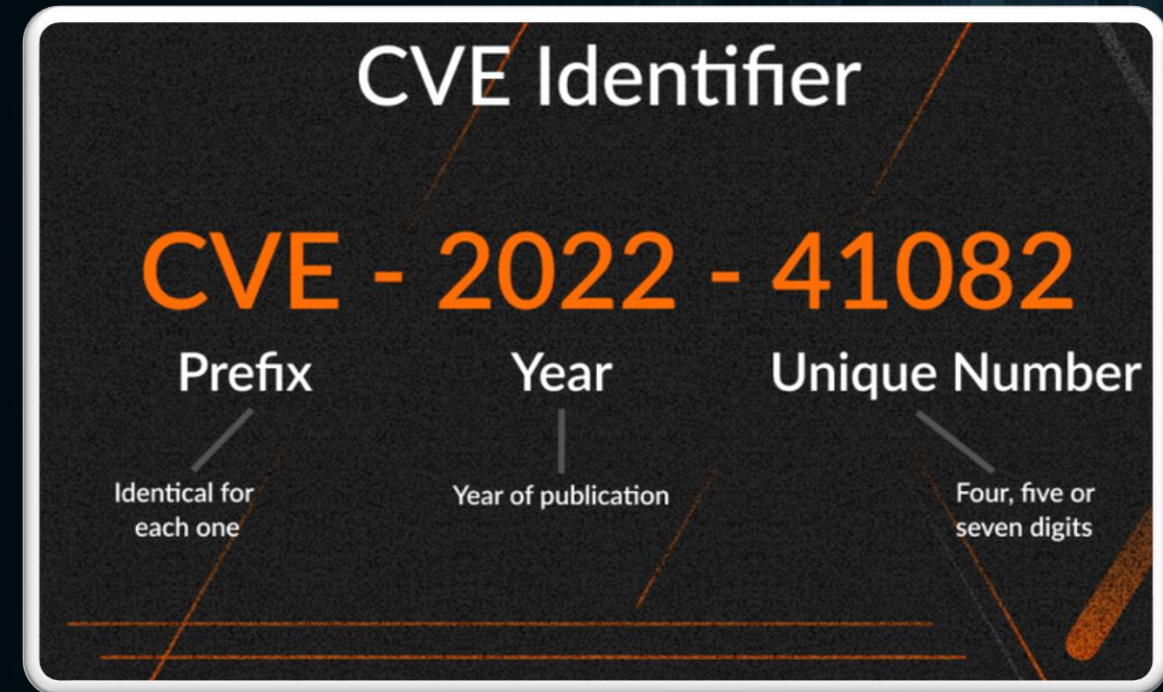 CVE Identifier
CVE - 2022 - 41082
Prefix Year Unique Number
Identical for each one
Year of publication
Four, five or seven digits